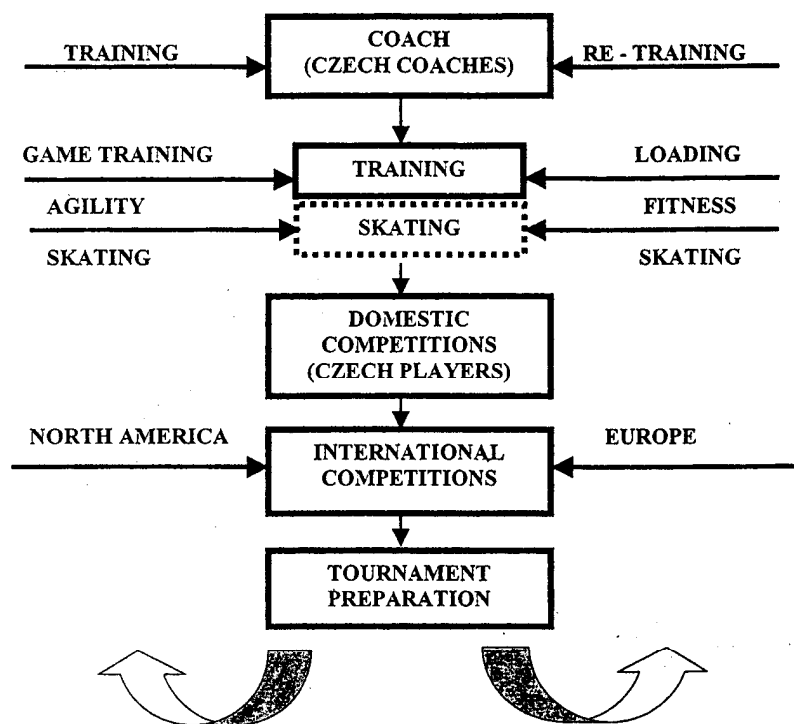 COACH
(CZECH COACHES)
TRAINING
RE - TRAINING
GAME TRAINING
TRAINING
LOADING
AGILITY
SKATING
SKATING
FITNESS
SKATING
DOMESTIC
COMPETITIONS
(CZECH PLAYERS)
NORTH AMERICA
INTERNATIONAL
COMPETITIONS
EUROPE
TOURNAMENT
PREPARATION